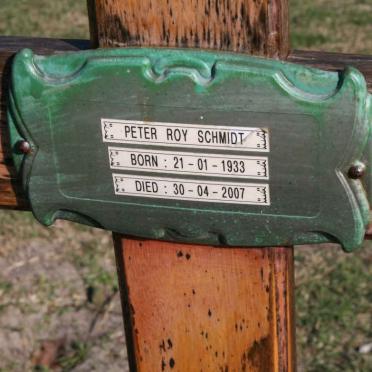 PETER ROY SCHMIDT
BORN : 21-01-1933
DIED : 30-04-2007